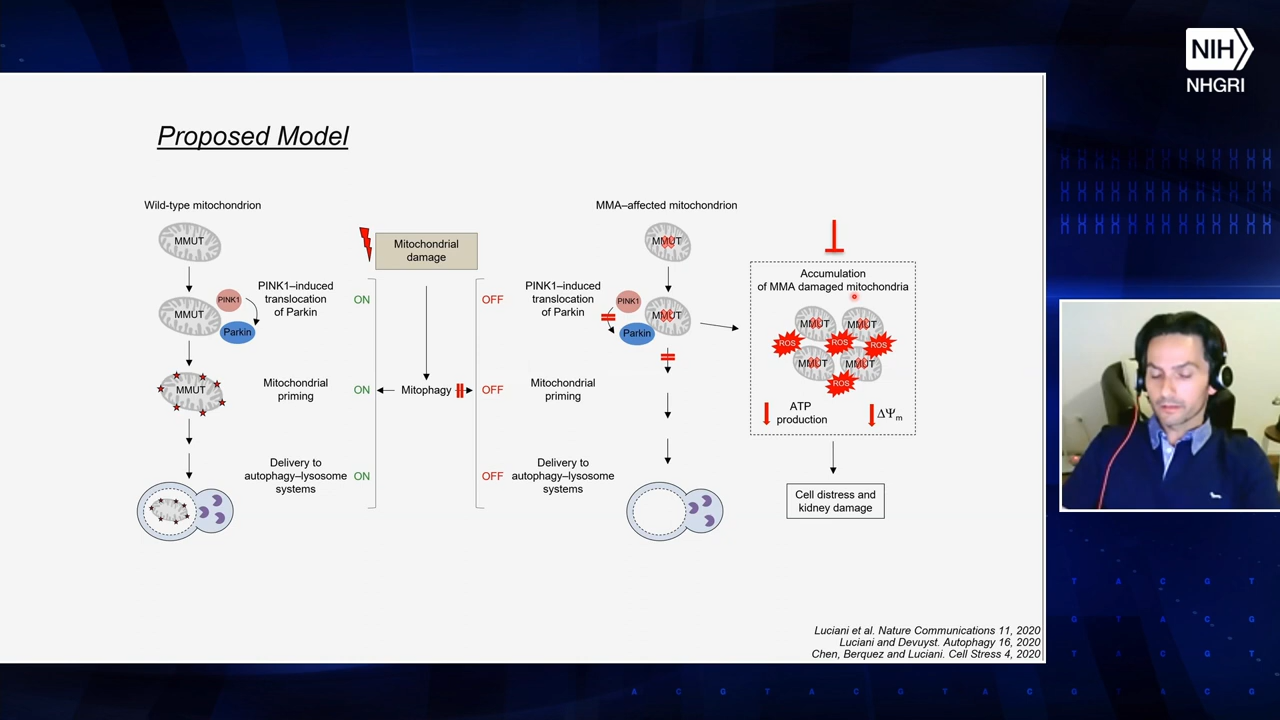 NIH
NHGRI
Proposed Model
Wild-type mitochondrion
MMUT
MMUT
PINK1
Parkin
PINK1–induced
translocation
of Parkin
ON
MMUT
Mitochondrial
priming
ON
Delivery to
autophagy–lysosome
systems
ON
Mitochondrial
damage
Mitophagy
MMA–affected mitochondrion
MMUT
OFF
PINK1–induced
translocation
of Parkin
PINK1
Parkin
MMUT
OFF
Mitochondrial
priming
OFF
Delivery to
autophagy–lysosome
systems
Accumulation
of MMA damaged mitochondria
MMUT
MMUT
ROS
ROS
ROS
MMUT
MMUT
ROS
ATP
production
ΔΨm
Cell distress and
kidney damage
Luciani et al. Nature Communications 11, 2020
Luciani and Devuyst. Autophagy 16, 2020
Chen, Berquez and Luciani. Cell Stress 4, 2020
T A C G T
G T A C G
A C G T A
A C G T A C G T A C G T A C G